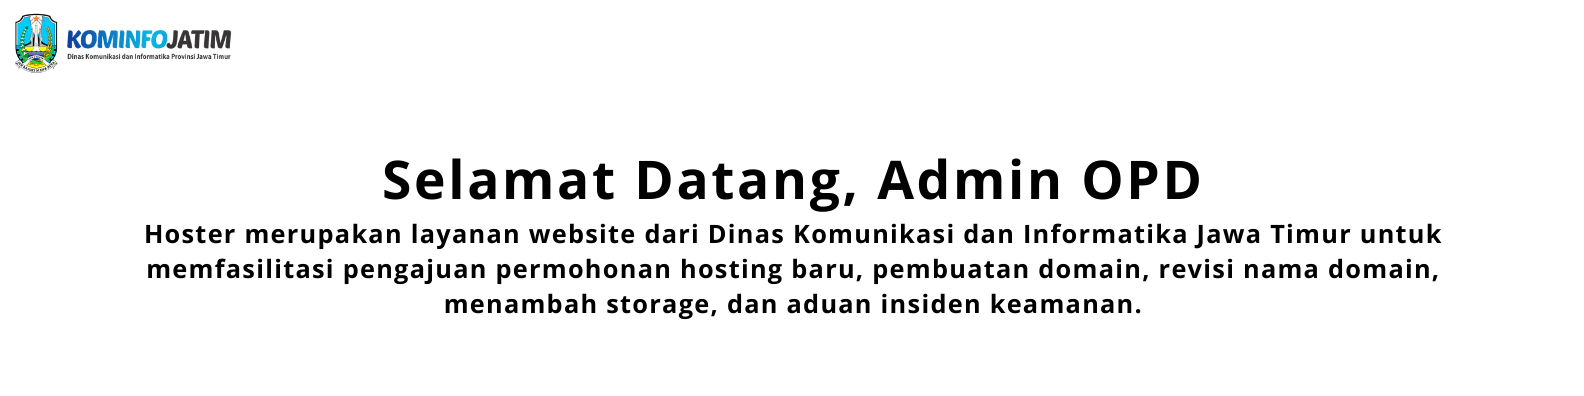 KOMINFOJATIM
Dinas Komunikasi dan Informatika Provinsi Jawa Timur
Selamat Datang, Admin OPD
Hoster merupakan layanan website dari Dinas Komunikasi dan Informatika Jawa Timur untuk
memfasilitasi pengajuan permohonan hosting baru, pembuatan domain, revisi nama domain,
menambah storage, dan aduan insiden keamanan.